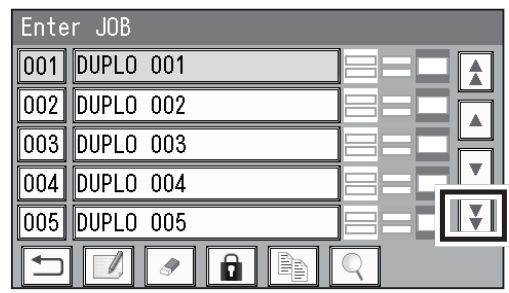 Enter JOB
001 DUPLO 001
002 DUPLO 002
003 DUPLO 003
004 DUPLO 004
005 DUPLO 005